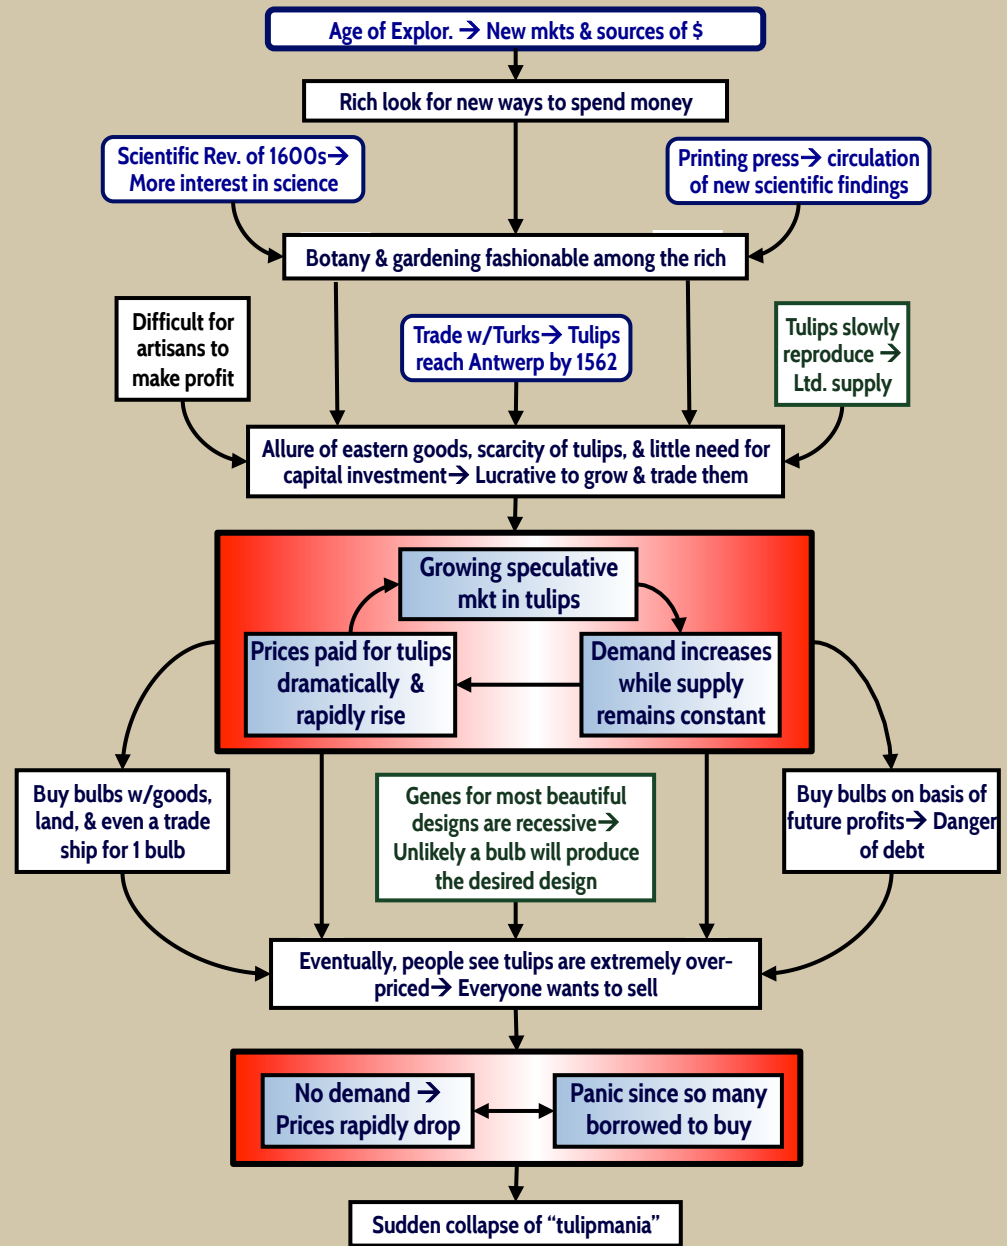 Age of Explor. → New mkts & sources of $
Rich look for new ways to spend money
Scientific Rev. of 1600s→
More interest in science
Printing press→ circulation
of new scientific findings
Botany & gardening fashionable among the rich
Difficult for
artisans to
make profit
Trade w/Turks→ Tulips
reach Antwerp by 1562
Tulips slowly
reproduce →
Ltd. supply
Allure of eastern goods, scarcity of tulips, & little need for
capital investment→ Lucrative to grow & trade them
Growing speculative
mkt in tulips
Prices paid for tulips
dramatically &
rapidly rise
Demand increases
while supply
remains constant
Buy bulbs w/goods,
land, & even a trade
ship for 1 bulb
Genes for most beautiful
designs are recessive→
Unlikely a bulb will produce
the desired design
Buy bulbs on basis of
future profits→ Danger
of debt
Eventually, people see tulips are extremely over-
priced→ Everyone wants to sell
No demand →
Prices rapidly drop
Panic since so many
borrowed to buy
Sudden collapse of “tulipmania”